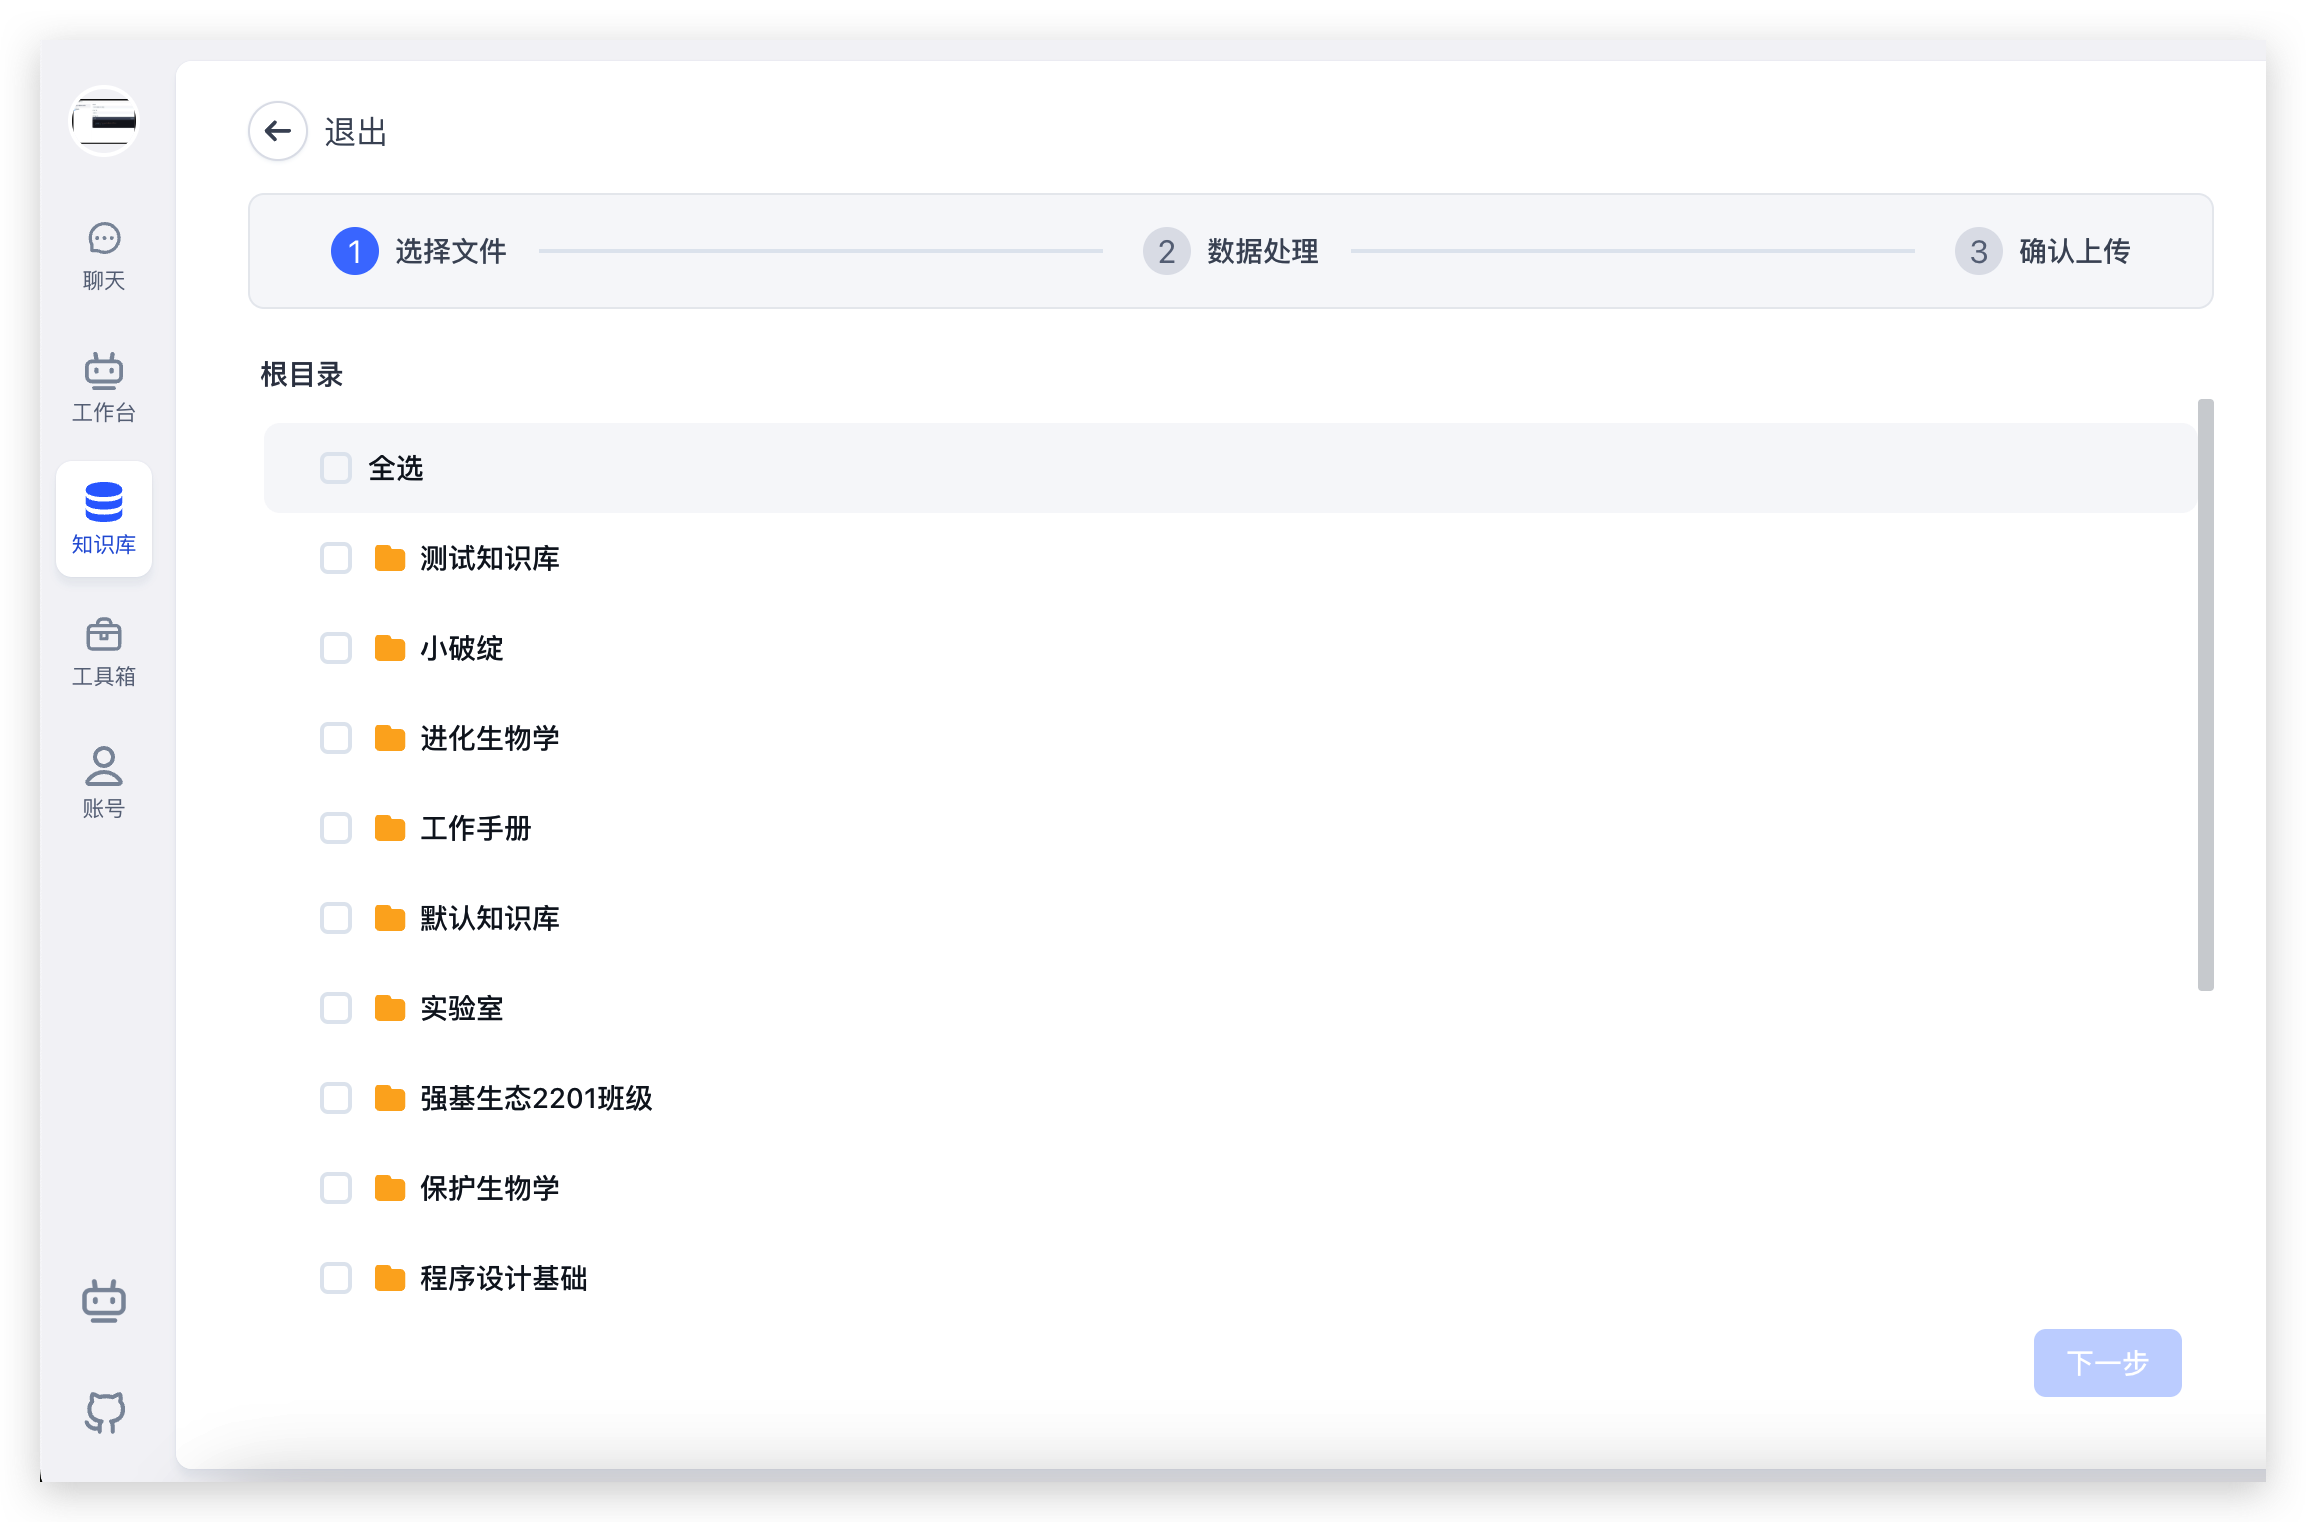 退出
1 选择文件 2 数据处理 3 确认上传
聊天
工作台
知识库
工具箱
账号
根目录
全选
测试知识库
小破绽
进化生物学
工作手册
默认知识库
实验室
强基生态2201班级
保护生物学
程序设计基础
下一步